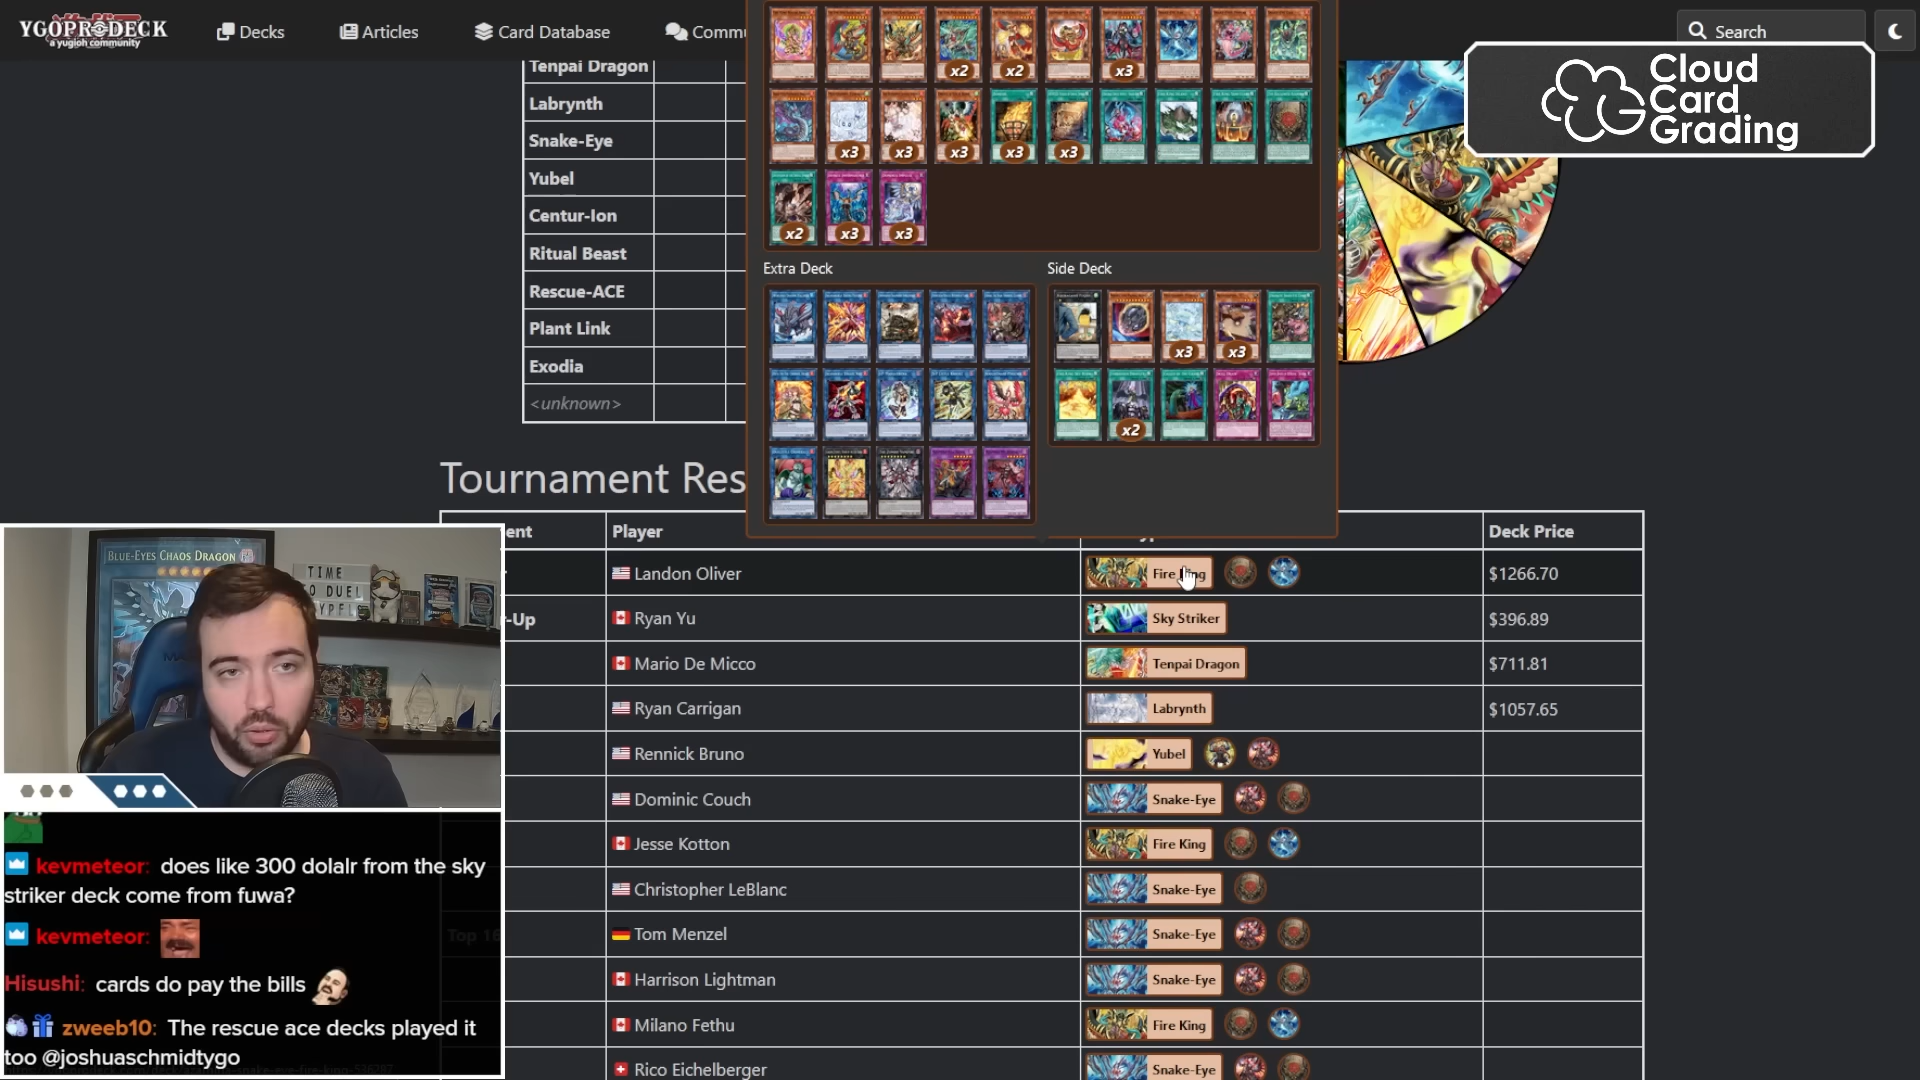 YGOPRODECK
a yugioh community
Decks
Articles
Card Database
Search
Cloud
Card
Grading
Tenpai Dragon
Labrynth
Snake-Eye
Yubel
Centur-Ion
Ritual Beast
Rescue-ACE
Plant Link
Exodia
<unknown>
x2
x2
x3
x3
x3
x3
x3
x3
x2
x3
x3
Extra Deck
Side Deck
x3
x3
x2
Tournament Res
ent
Player
Deck Price
Landon Oliver
Fire King
$1266.70
-Up
Ryan Yu
Sky Striker
$396.89
Mario De Micco
Tenpai Dragon
$711.81
Ryan Carrigan
Labrynth
$1057.65
Rennick Bruno
Yubel
Dominic Couch
Snake-Eye
Jesse Kotton
Fire King
Christopher LeBlanc
Snake-Eye
Top 16
Tom Menzel
Snake-Eye
Harrison Lightman
Snake-Eye
Milano Fethu
Fire King
Rico Eichelberger
Snake-Eye
BLUE-EYES CHAOS DRAGON
TIME
TO DUEL
kevmeteor: does like 300 dolalr from the sky
striker deck come from fuwa?
kevmeteor:
Hisushi: cards do pay the bills
zweeb10: The rescue ace decks played it
too @joshuaschmidtygo